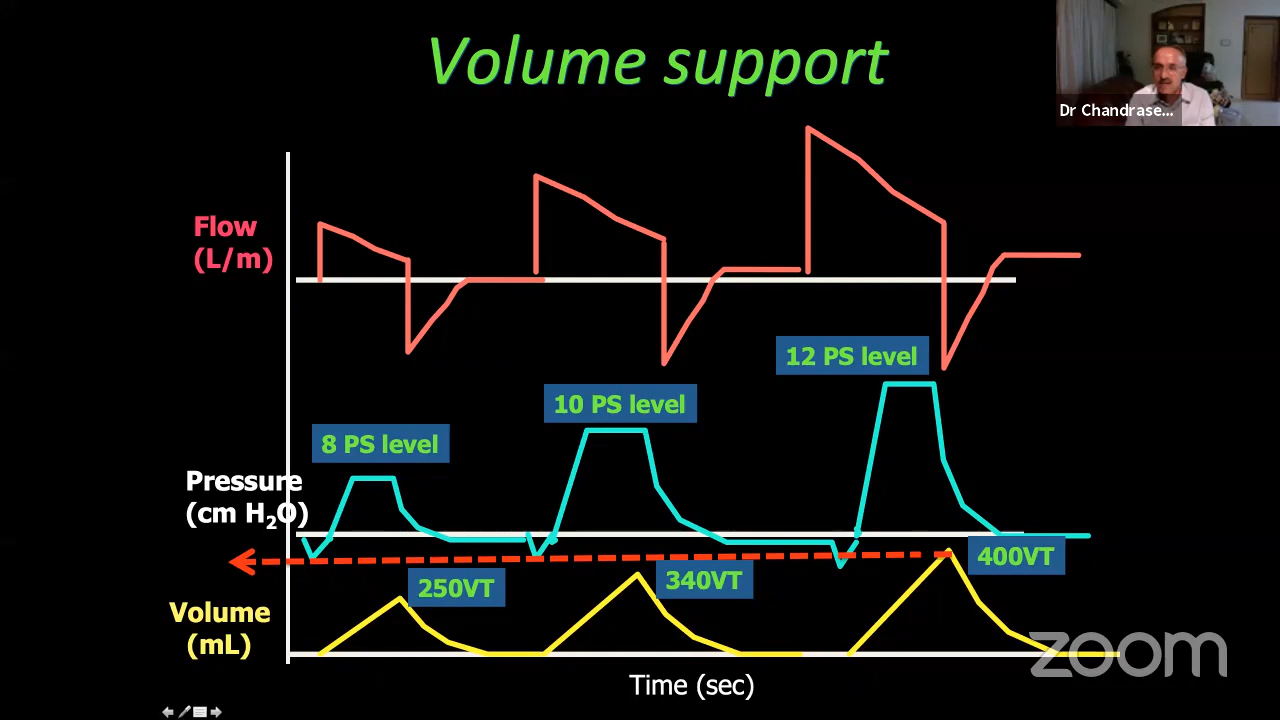 Volume support
Dr Chandrase...
Flow
(L/m)
12 PS level
10 PS level
8 PS level
Pressure
(cm H₂O)
400VT
340VT
250VT
Volume
(mL)
Time (sec)
zoom